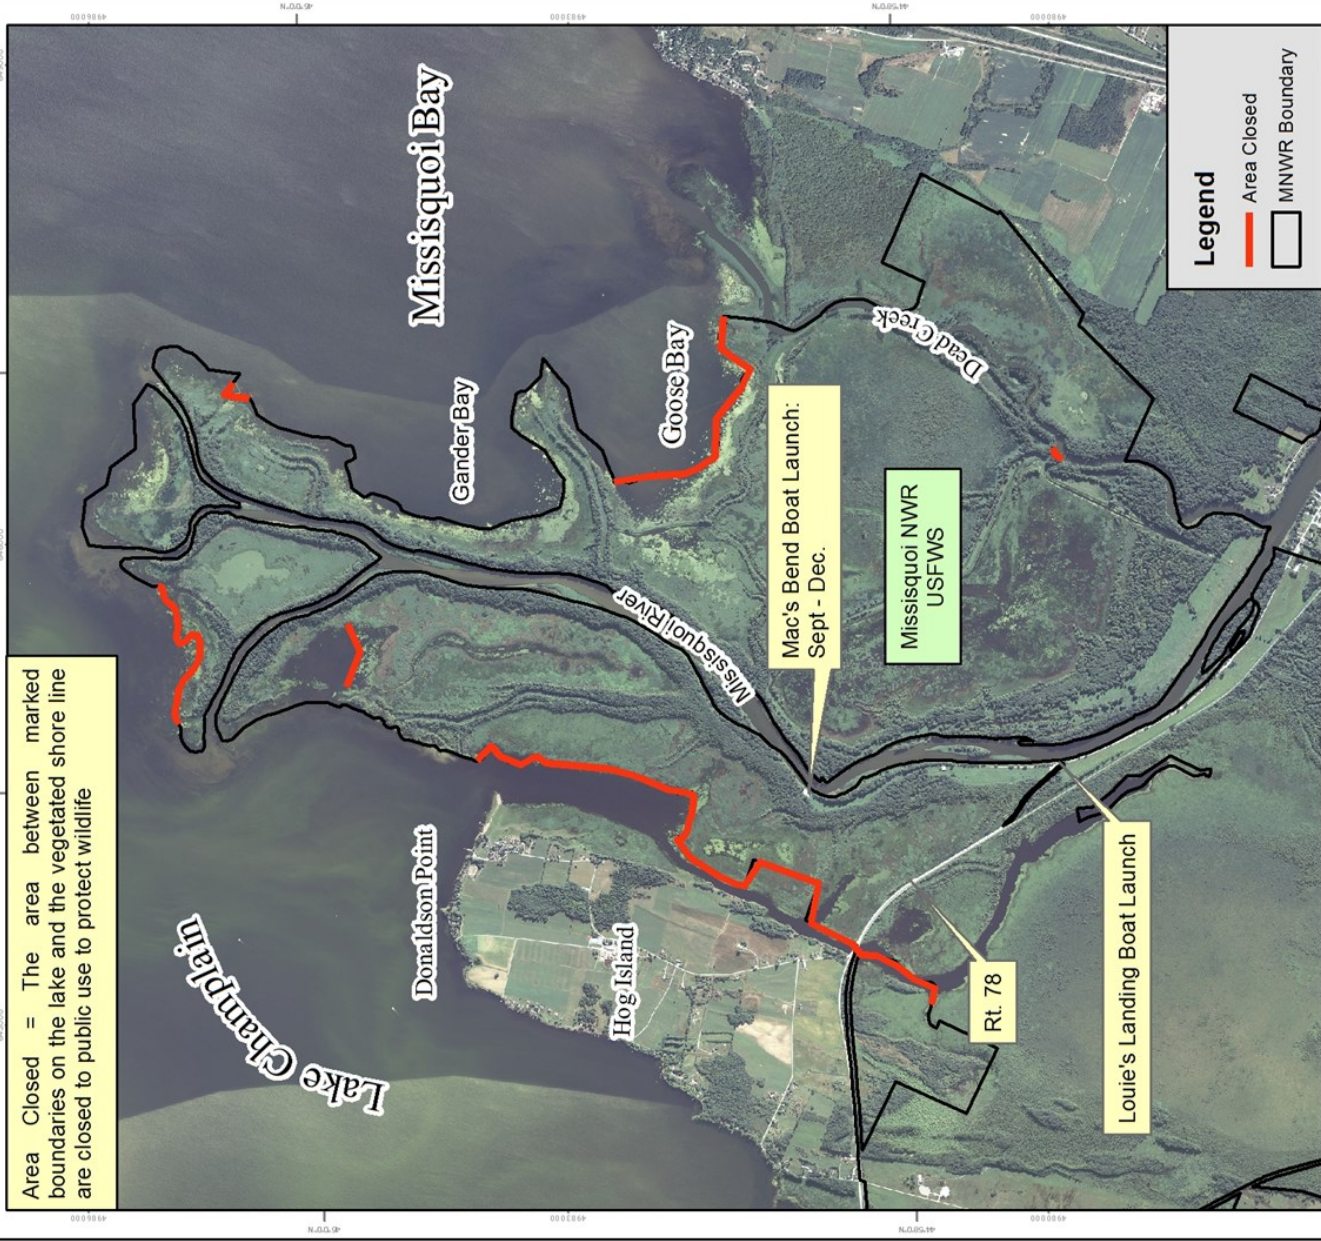 Area Closed = The area between marked
boundaries on the lake and the vegetated shore line
are closed to public use to protect wildlife
Lake Champlain
Missisquoi Bay
Donaldson Point
Gander Bay
Hog Island
Goose Bay
Missisquoi River
Dead Creek
Mac's Bend Boat Launch:
Sept - Dec.
Missisquoi NWR
USFWS
Rt. 78
Louie's Landing Boat Launch
Legend
Area Closed
MNWR Boundary